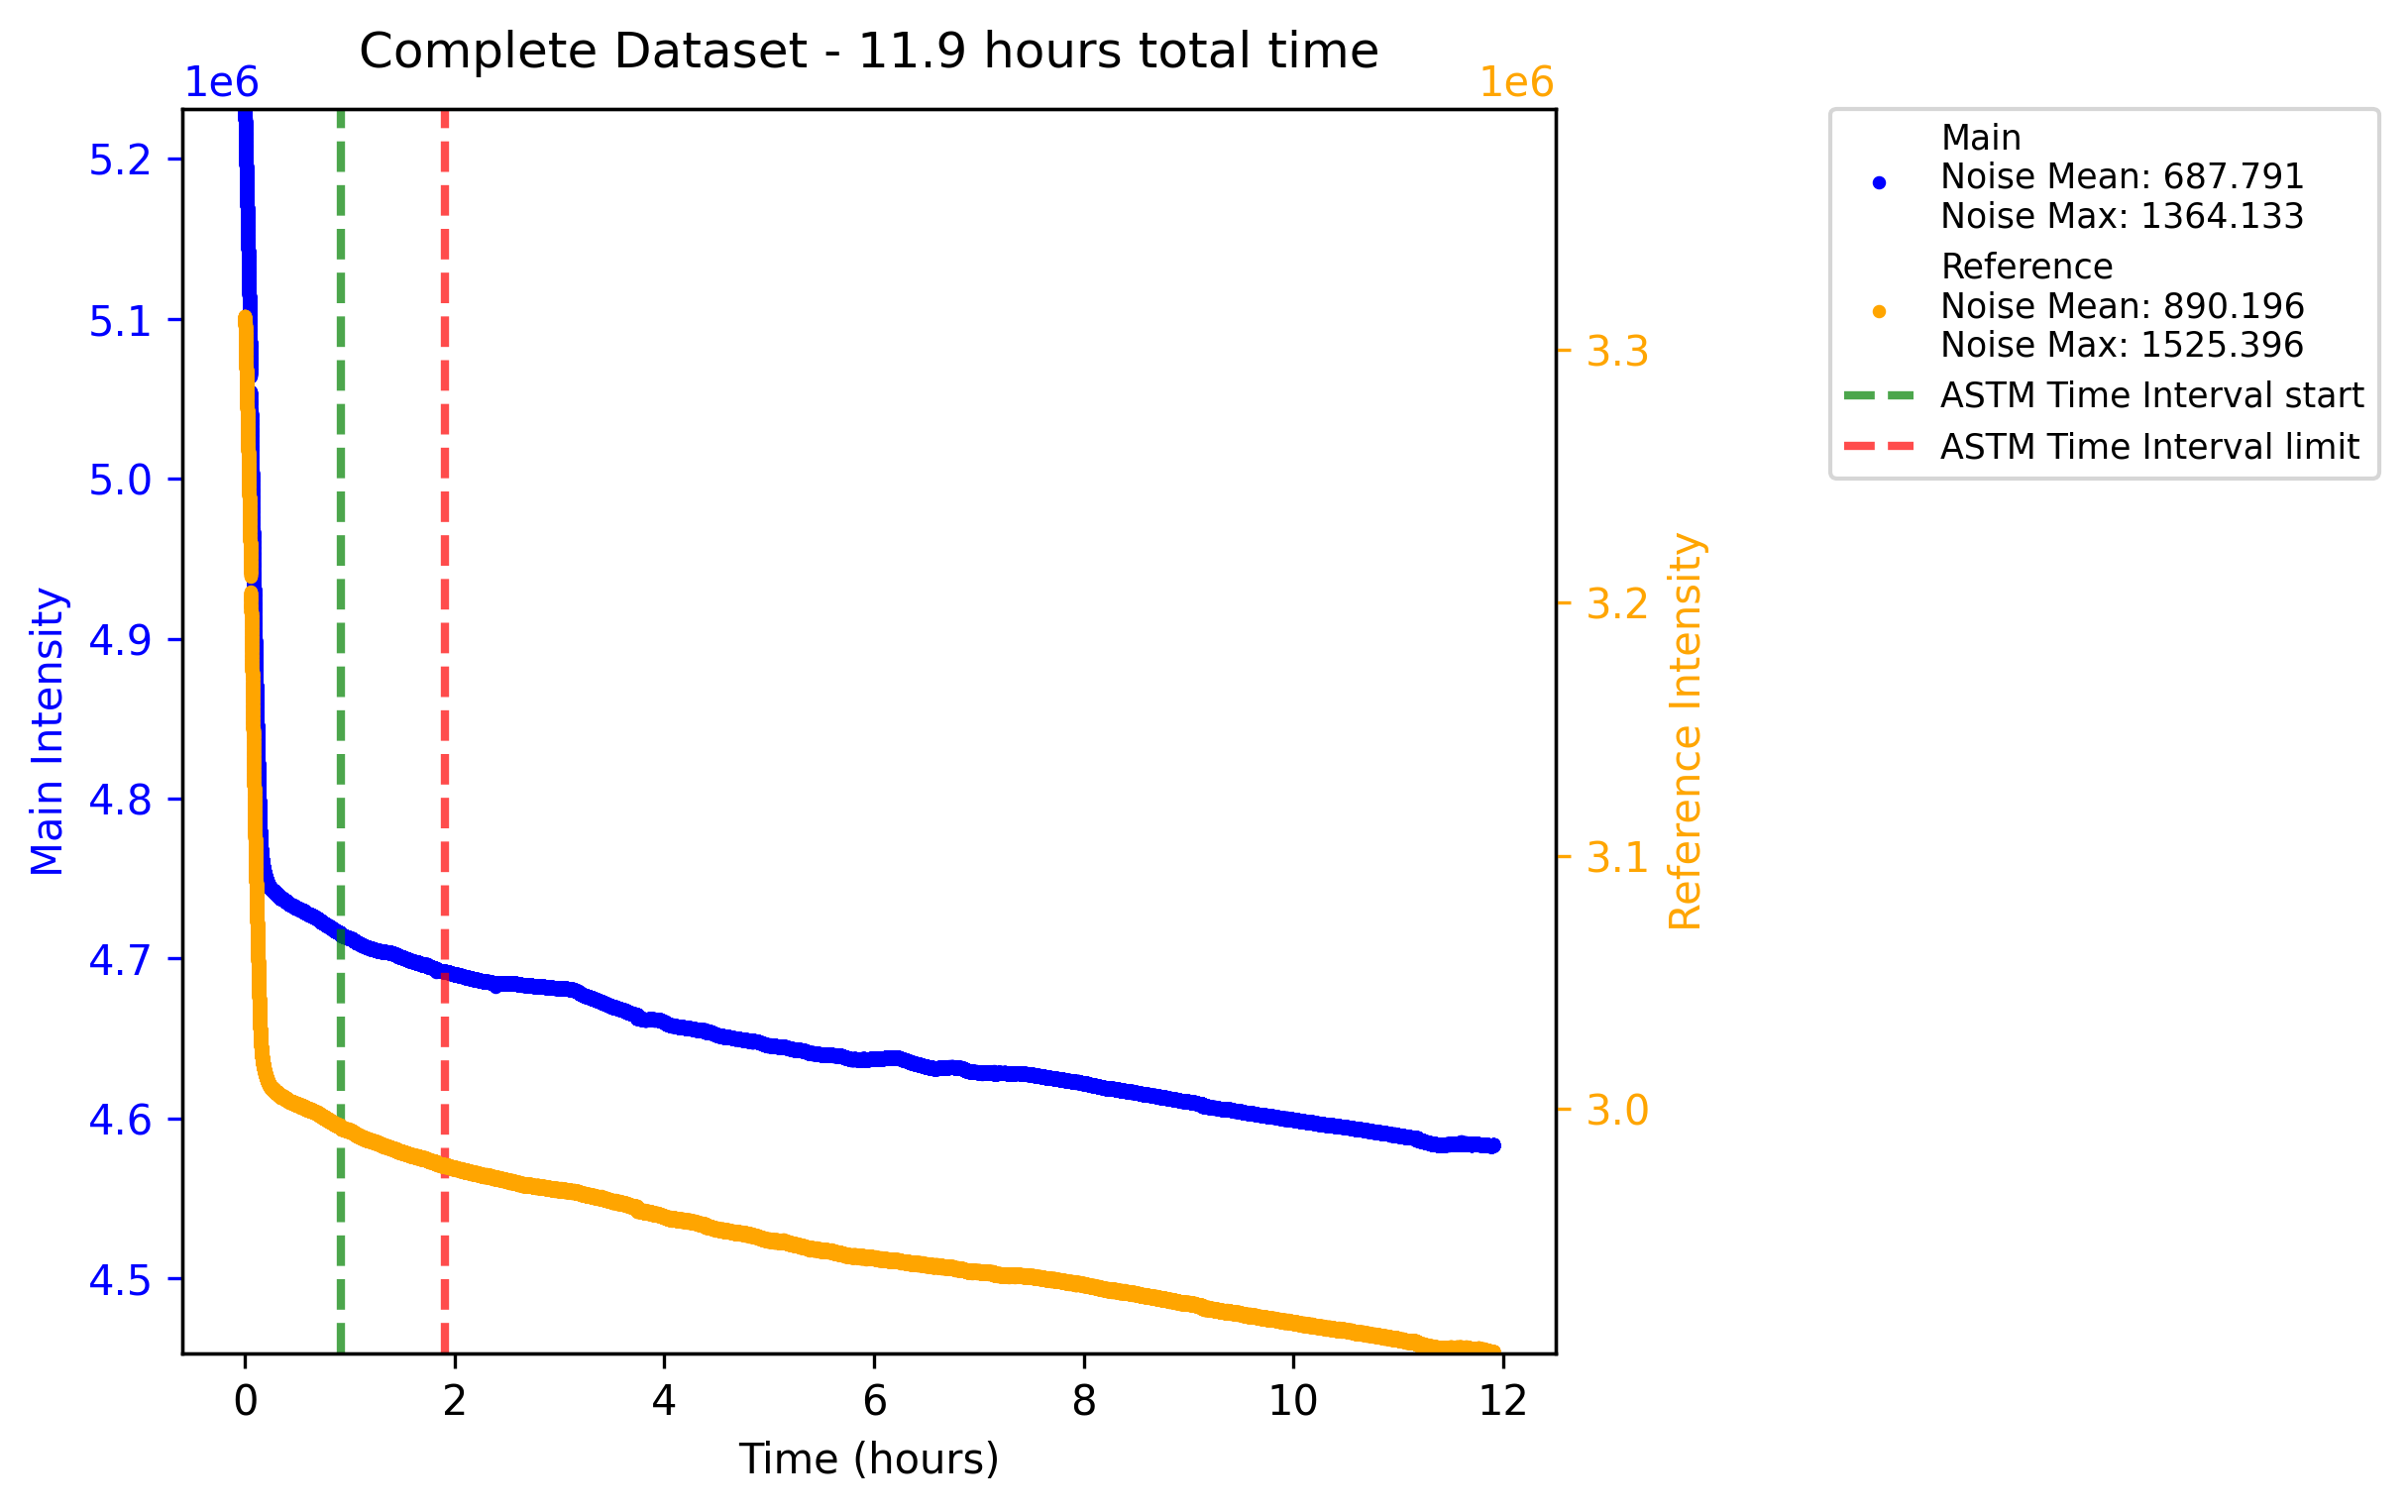 Complete Dataset - 11.9 hours total time
1e6
1e6
5.2
5.1
5.0
4.9
4.8
4.7
4.6
4.5
Main Intensity
3.3
3.2
3.1
3.0
Reference Intensity
0 2 4 6 8 10 12
Time (hours)
Main
Noise Mean: 687.791
Noise Max: 1364.133
Reference
Noise Mean: 890.196
Noise Max: 1525.396
ASTM Time Interval start
ASTM Time Interval limit